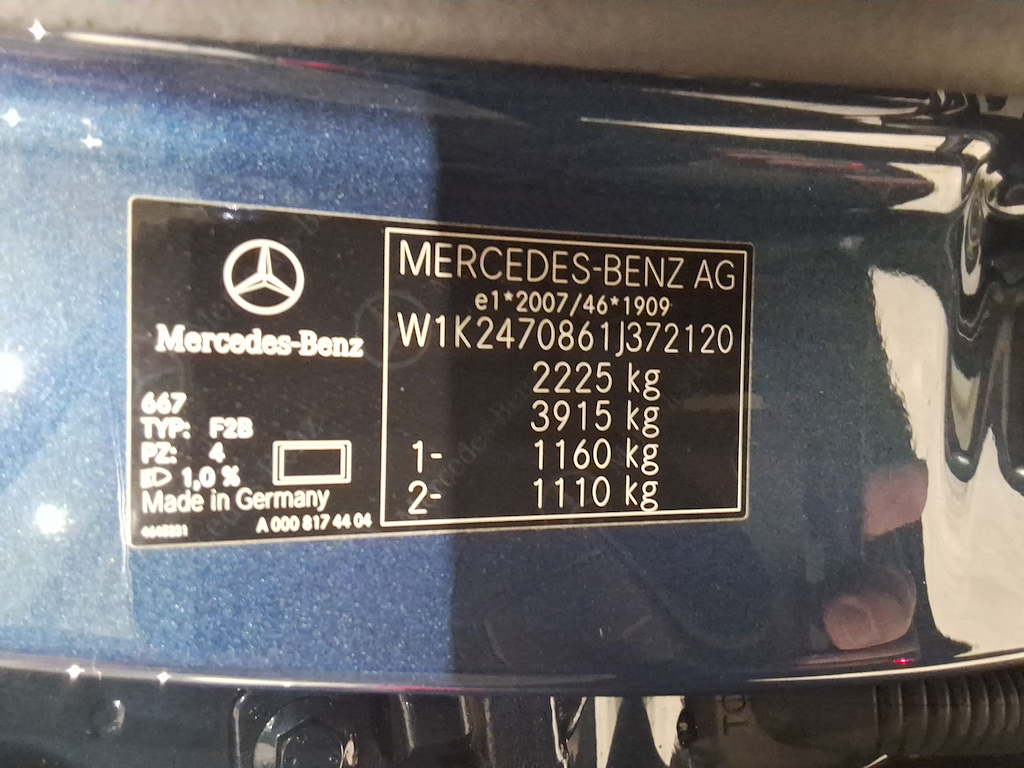 Mercedes-Benz
667
TYP: F2B
PZ: 4
1,0 %
Made in Germany
A 000 817 44 04
MERCEDES-BENZ AG
e1*2007/46*1909
W1K2470861J372120
2225 kg
3915 kg
1- 1160 kg
2- 1110 kg